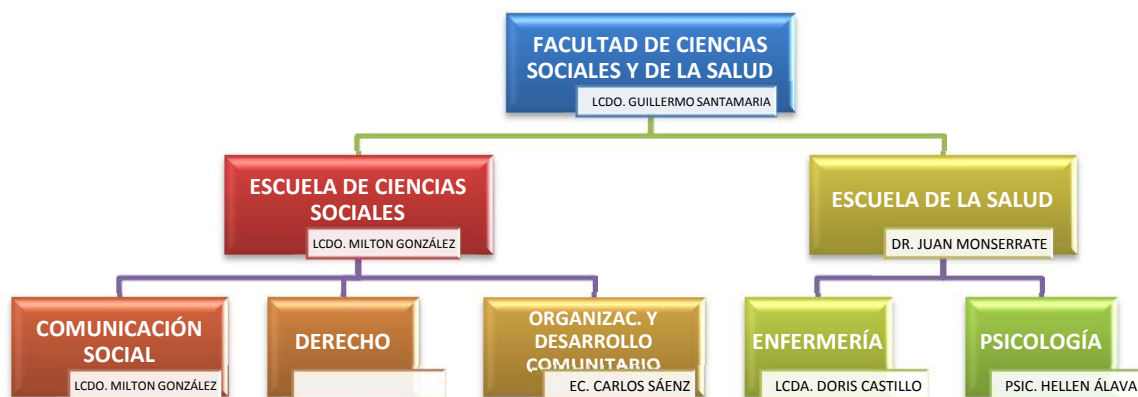 FACULTAD DE CIENCIAS
SOCIALES Y DE LA SALUD
LCDO. GUILLERMO SANTAMARIA
ESCUELA DE CIENCIAS
SOCIALES
LCDO. MILTON GONZÁLEZ
ESCUELA DE LA SALUD
DR. JUAN MONSERRATE
COMUNICACIÓN
SOCIAL
LCDO. MILTON GONZÁLEZ
DERECHO
ORGANIZAC. Y
DESARROLLO
COMUNITARIO
EC. CARLOS SÁENZ
ENFERMERÍA
LCDA. DORIS CASTILLO
PSICOLOGÍA
PSIC. HELLEN ÁLAVA